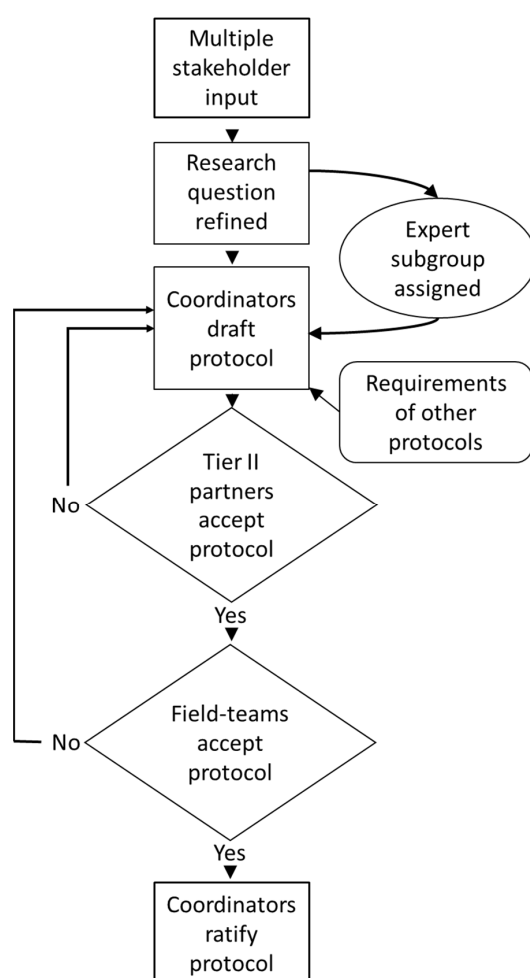 Multiple
stakeholder
input
Research
question
refined
Expert
subgroup
assigned
Coordinators
draft
protocol
Requirements
of other
protocols
Tier II
partners
accept
protocol
No
Yes
Field-teams
accept
protocol
No
Yes
Coordinators
ratify
protocol